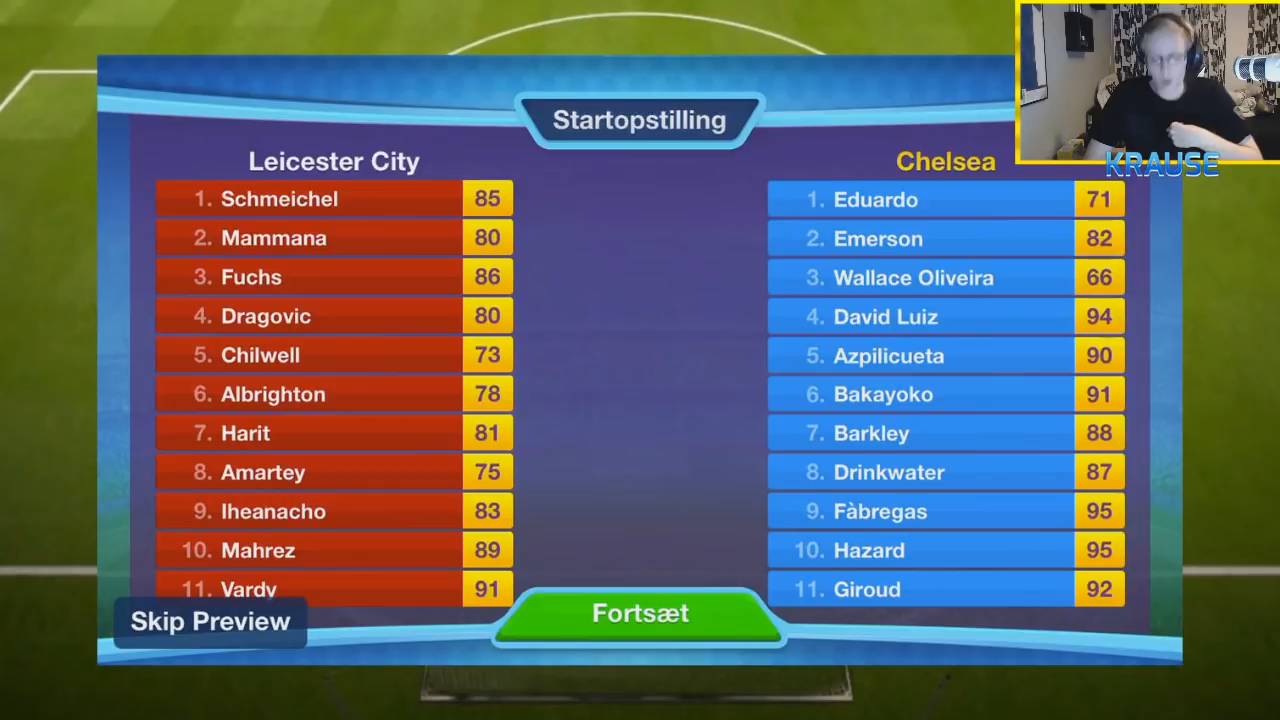 Startopstilling
KRAUSE
Leicester City
1. Schmeichel 85
2. Mammana 80
3. Fuchs 86
4. Dragovic 80
5. Chilwell 73
6. Albrighton 78
7. Harit 81
8. Amartey 75
9. Iheanacho 83
10. Mahrez 89
11. Vardy 91
Chelsea
1. Eduardo 71
2. Emerson 82
3. Wallace Oliveira 66
4. David Luiz 94
5. Azpilicueta 90
6. Bakayoko 91
7. Barkley 88
8. Drinkwater 87
9. Fàbregas 95
10. Hazard 95
11. Giroud 92
Skip Preview
Fortsæt